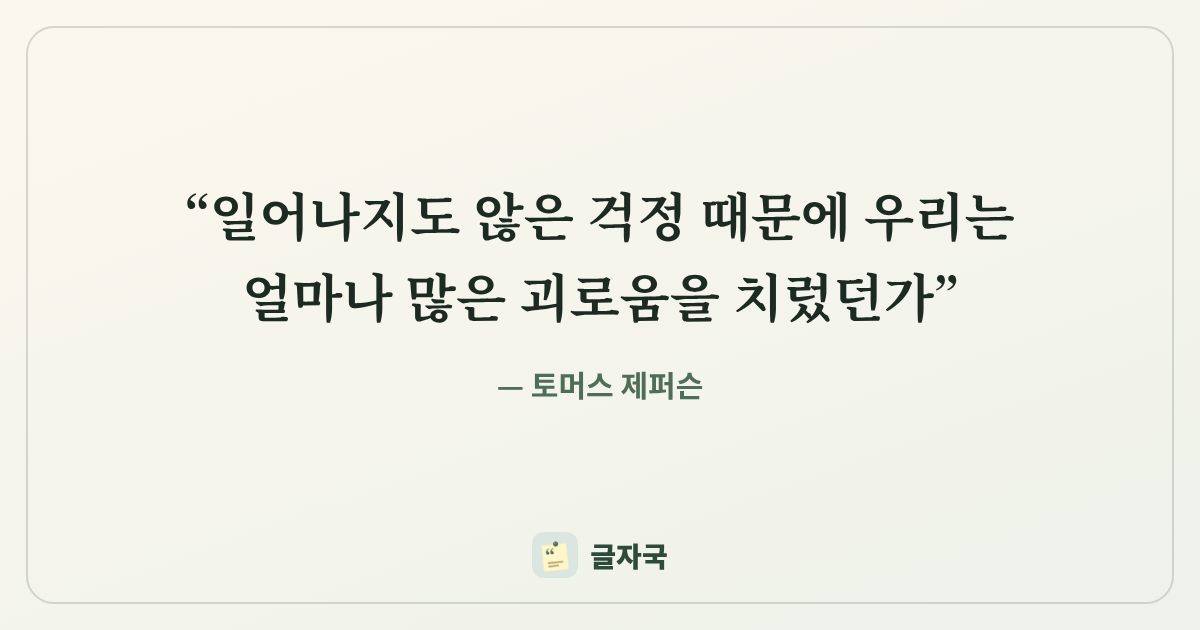 “일어나지도 않은 걱정 때문에 우리는
얼마나 많은 괴로움을 치렀던가”
— 토머스 제퍼슨
글자국